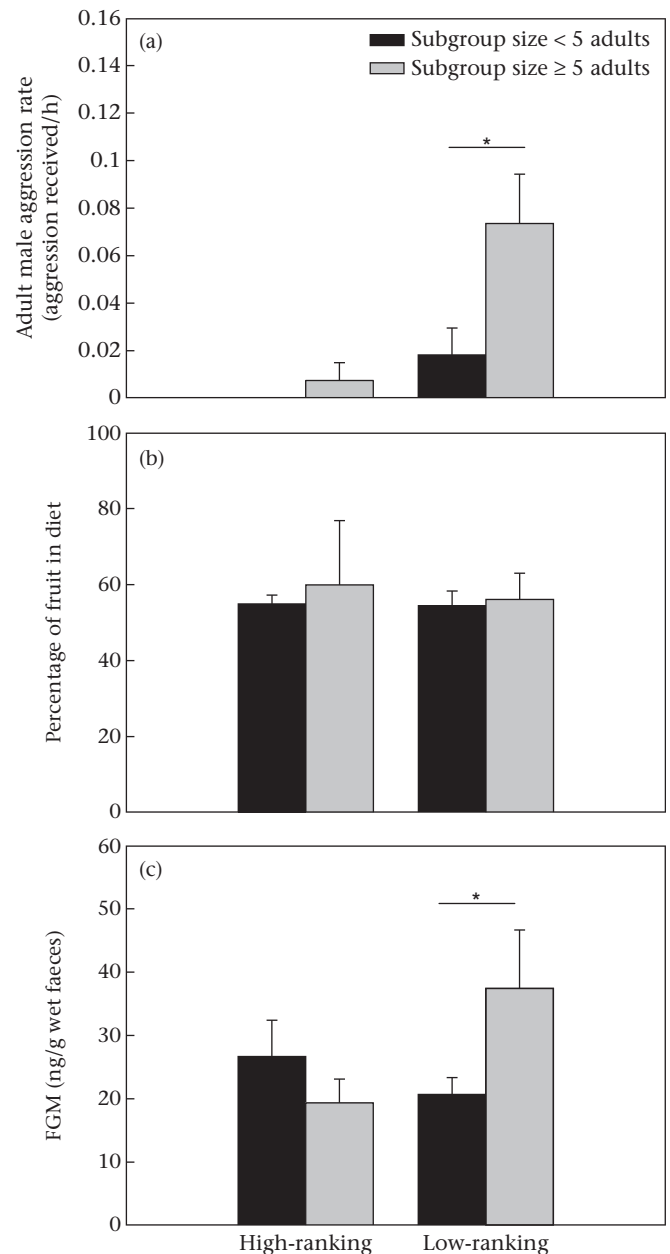 (a)
Subgroup size < 5 adults
Subgroup size ≥ 5 adults
Adult male aggression rate
(aggression received/h)
0.16
0.14
0.12
0.1
0.08
0.06
0.04
0.02
0
*
(b)
Percentage of fruit in diet
100
80
60
40
20
0
(c)
FGM (ng/g wet faeces)
60
50
40
30
20
10
0
*
High-ranking
Low-ranking